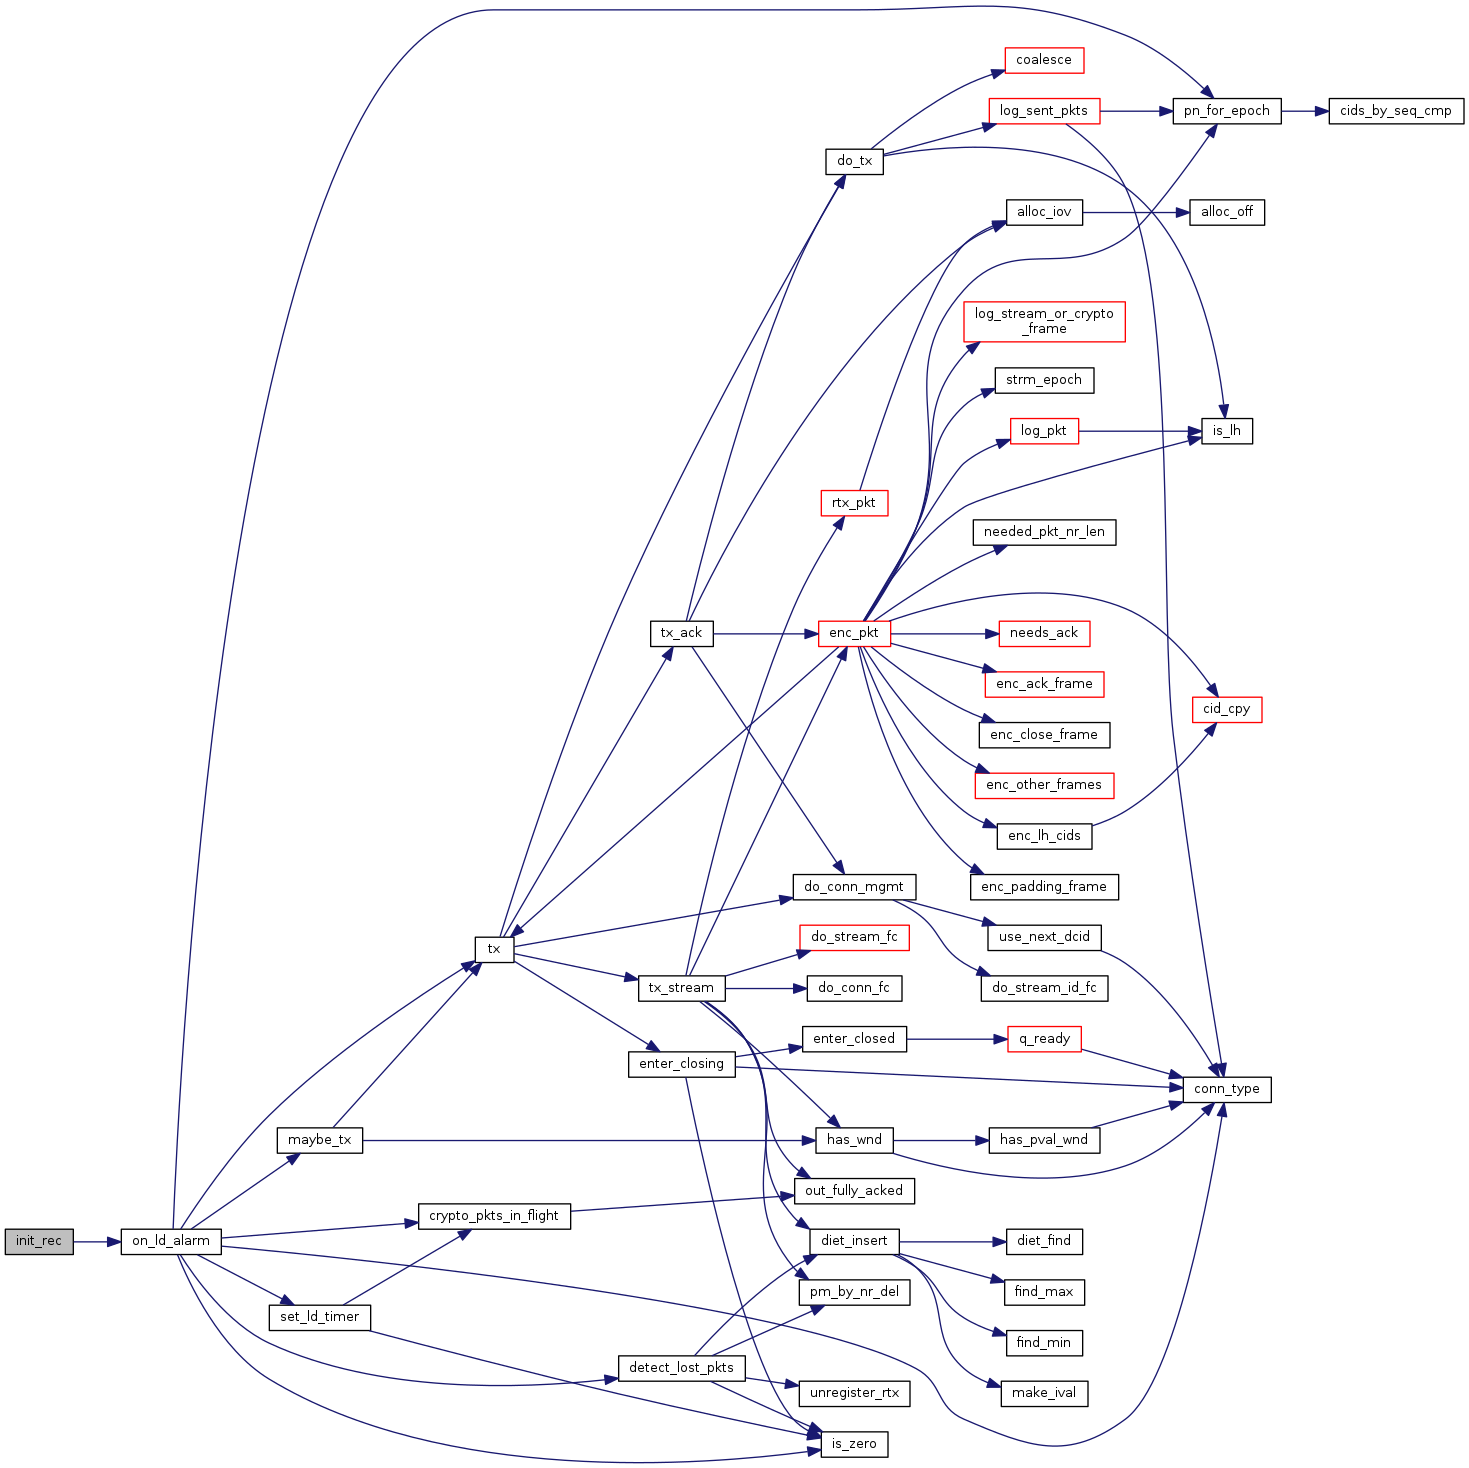 coalesce
log_sent_pkts
pn_for_epoch
cids_by_seq_cmp
do_tx
alloc_iov
alloc_off
log_stream_or_crypto
_frame
strm_epoch
log_pkt
is_lh
rtx_pkt
needed_pkt_nr_len
tx_ack
enc_pkt
needs_ack
enc_ack_frame
cid_cpy
enc_close_frame
enc_other_frames
enc_lh_cids
do_conn_mgmt
enc_padding_frame
tx
do_stream_fc
use_next_dcid
tx_stream
do_conn_fc
do_stream_id_fc
enter_closing
enter_closed
q_ready
conn_type
maybe_tx
has_wnd
has_pval_wnd
out_fully_acked
crypto_pkts_in_flight
init_rec
on_ld_alarm
diet_insert
diet_find
pm_by_nr_del
find_max
set_ld_timer
find_min
detect_lost_pkts
unregister_rtx
make_ival
is_zero